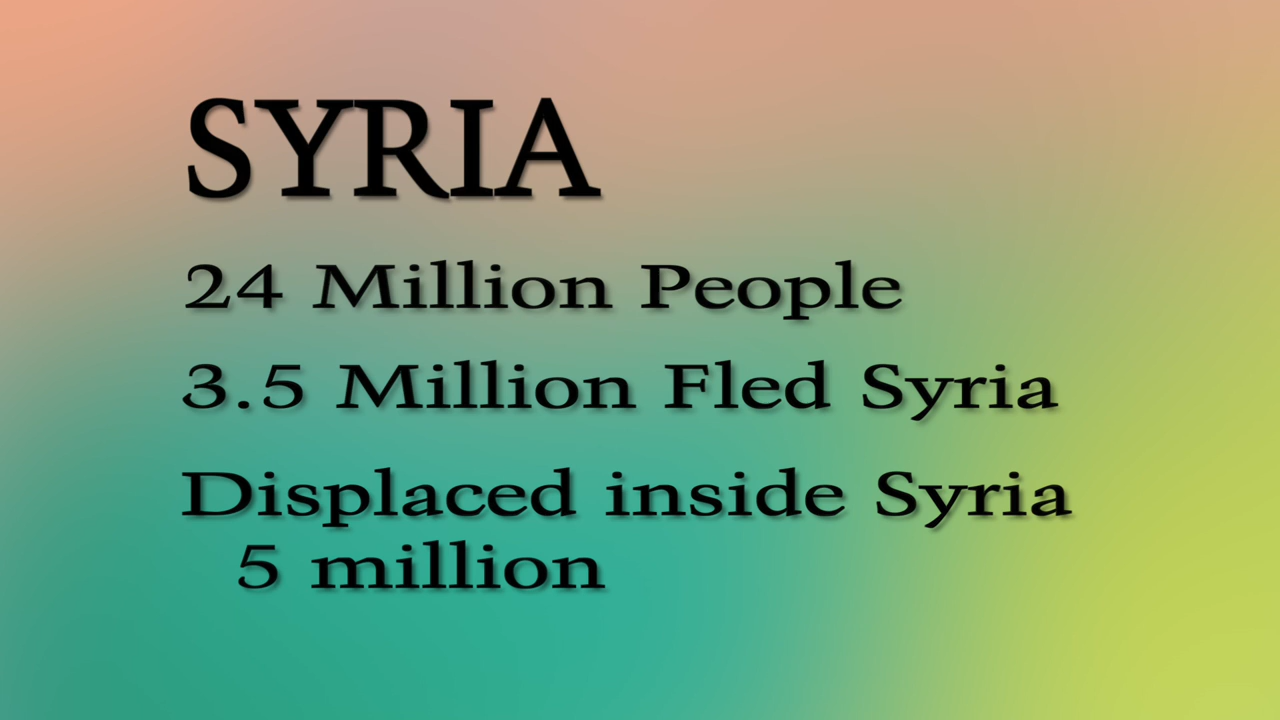 SYRIA
24 Million People
3.5 Million Fled Syria
Displaced inside Syria
5 million